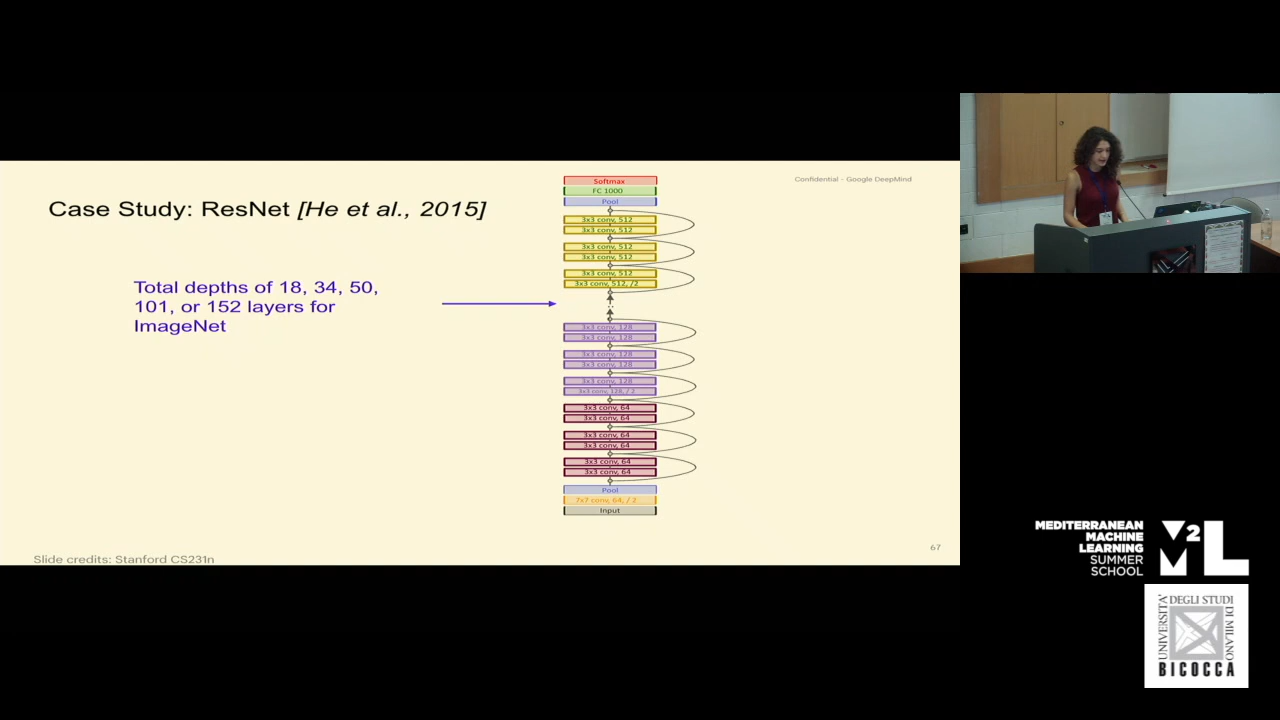 Confidential - Google DeepMind
Case Study: ResNet [He et al., 2015]
Total depths of 18, 34, 50,
101, or 152 layers for
ImageNet
Softmax
FC 1000
Pool
3x3 conv, 512
3x3 conv, 512
3x3 conv, 512
3x3 conv, 512
3x3 conv, 512
3x3 conv, 512, /2
3x3 conv, 128
3x3 conv, 128
3x3 conv, 128
3x3 conv, 128
3x3 conv, 128
3x3 conv, 128, / 2
3x3 conv, 64
3x3 conv, 64
3x3 conv, 64
3x3 conv, 64
3x3 conv, 64
3x3 conv, 64
Pool
7x7 conv, 64, / 2
Input
67
Slide credits: Stanford CS231n
MEDITERRANEAN
MACHINE
LEARNING
SUMMER
SCHOOL
M2L
UNIVERSITA'
DEGLI STUDI
DI MILANO
BICOCCA